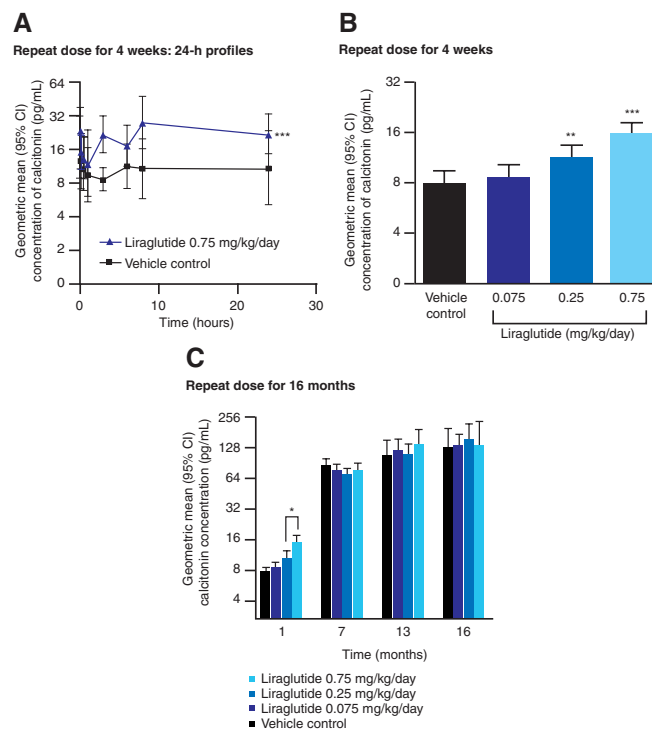 A
Repeat dose for 4 weeks: 24-h profiles
Geometric mean (95% CI)
concentration of calcitonin (pg/mL)
64
32
16
8
4
2
0
***
Liraglutide 0.75 mg/kg/day
Vehicle control
0
10
20
30
Time (hours)
B
Repeat dose for 4 weeks
Geometric mean (95% CI)
concentration of calcitonin (pg/mL)
32
16
8
4
0
**
***
Vehicle
control
0.075
0.25
0.75
Liraglutide (mg/kg/day)
C
Repeat dose for 16 months
Geometric mean (95% CI)
calcitonin concentration (pg/mL)
256
128
64
32
16
8
4
*
1
7
13
16
Time (months)
Liraglutide 0.75 mg/kg/day
Liraglutide 0.25 mg/kg/day
Liraglutide 0.075 mg/kg/day
Vehicle control